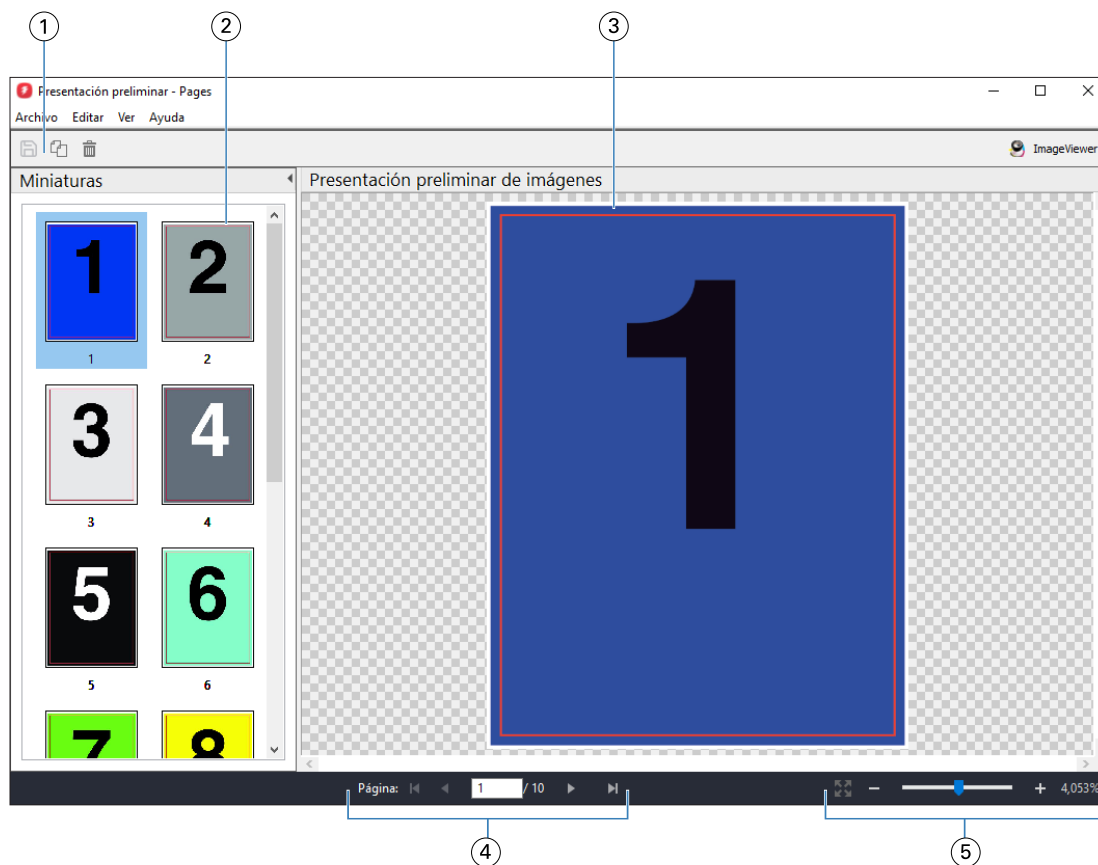 1 2 3
Presentación preliminar - Pages
Archivo Editar Ver Ayuda
ImageViewer
Miniaturas
Presentación preliminar de imágenes
1 2
1 2
3 4
3 4
5 6
5 6
7 8
1
Página: 1 / 10
4,053%
4 5